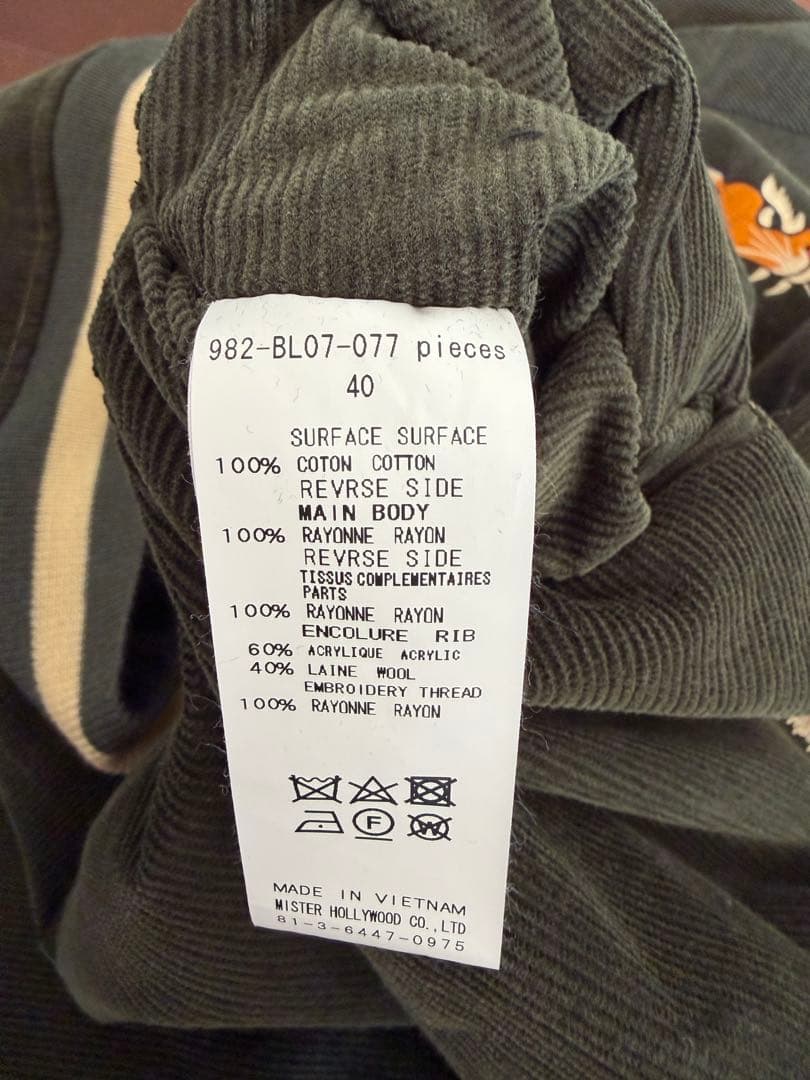 982-BL07-077 pieces
40
SURFACE SURFACE
100% COTON COTTON
REVRSE SIDE
MAIN BODY
100% RAYONNE RAYON
REVRSE SIDE
TISSUS COMPLEMENTAIRES
PARTS
100% RAYONNE RAYON
ENCOLURE RIB
60% ACRYLIQUE ACRYLIC
40% LAINE WOOL
EMBROIDERY THREAD
100% RAYONNE RAYON
F W
MADE IN VIETNAM
MISTER HOLLYWOOD CO.,LTD
81-3-6447-0975